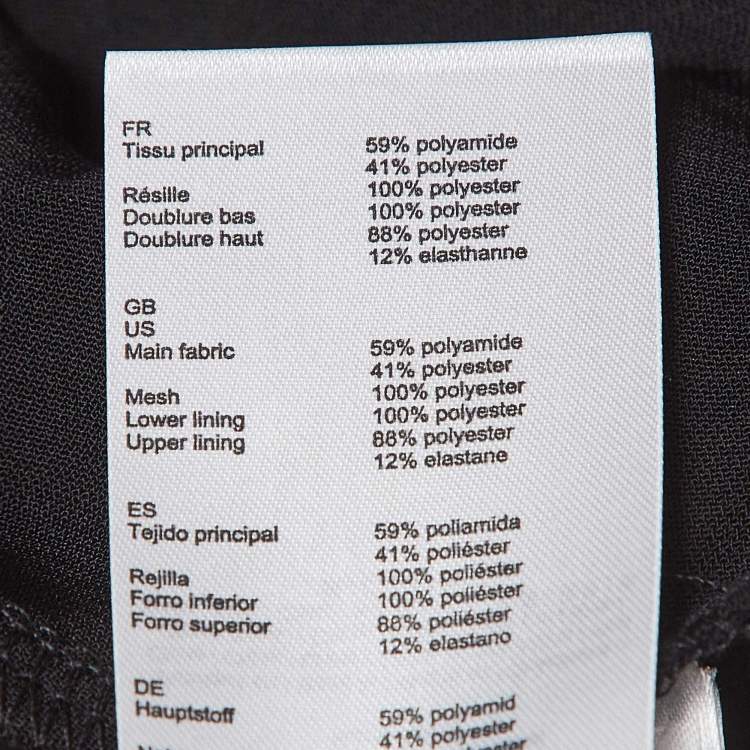 FR
Tissu principal 59% polyamide
41% polyester
Résille 100% polyester
Doublure bas 100% polyester
Doublure haut 88% polyester
12% elasthanne
GB
US
Main fabric 59% polyamide
41% polyester
Mesh 100% polyester
Lower lining 100% polyester
Upper lining 88% polyester
12% elastane
ES
Tejido principal 59% poliamida
41% poliéster
Rejilla 100% poliéster
Forro inferior 100% poliéster
Forro superior 88% poliéster
12% elastano
DE
Hauptstoff 59% polyamid
41% polyester